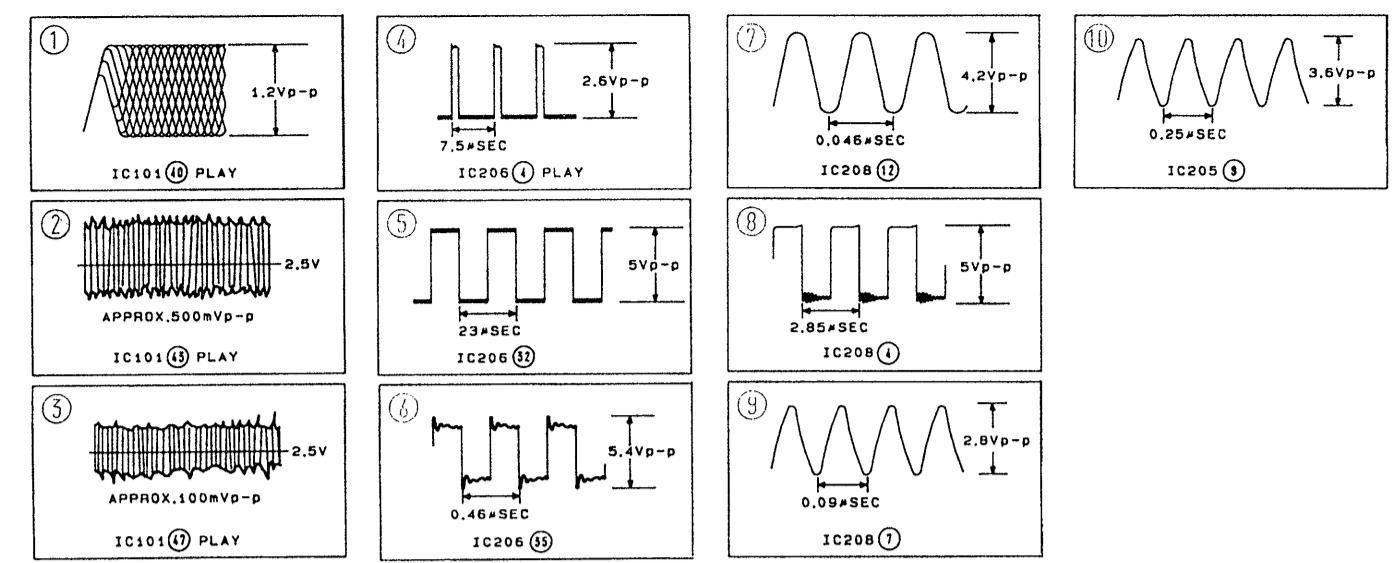 1
1.2Vp-p
IC101 40 PLAY
2
2.5V
APPROX.500mVp-p
IC101 45 PLAY
3
2.5V
APPROX.100mVp-p
IC101 47 PLAY
4
2.6Vp-p
7.5µSEC
IC206 4 PLAY
5
5Vp-p
23µSEC
IC206 32
6
5.4Vp-p
0.46µSEC
IC206 35
7
4.2Vp-p
0.046µSEC
IC208 12
8
5Vp-p
2.85µSEC
IC208 4
9
2.8Vp-p
0.09µSEC
IC208 7
10
3.6Vp-p
0.25µSEC
IC205 9